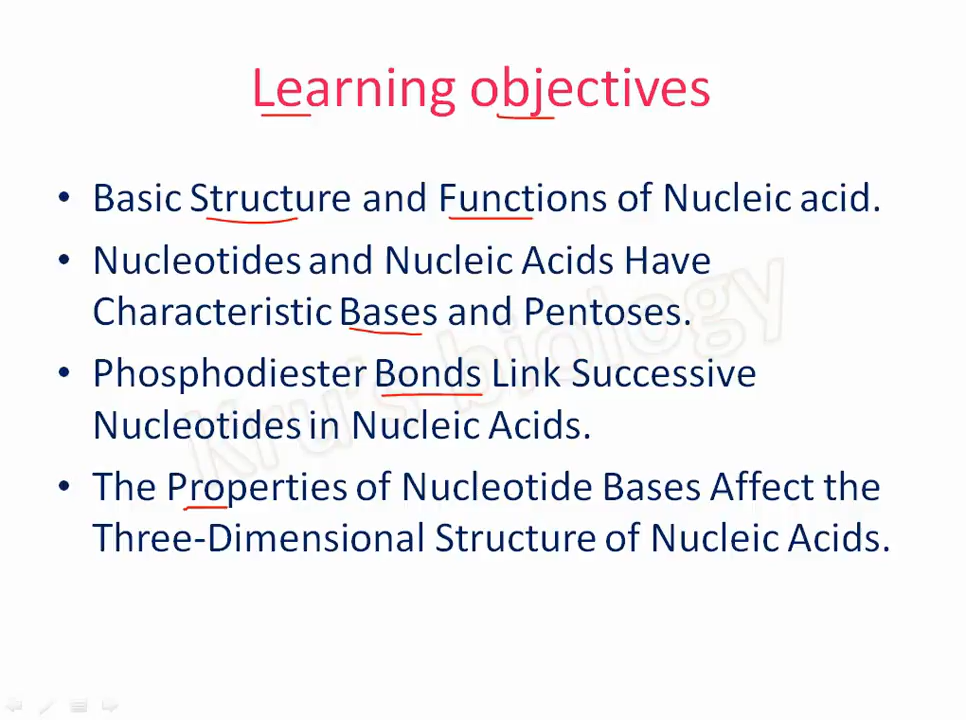 Learning objectives
• Basic Structure and Functions of Nucleic acid.
• Nucleotides and Nucleic Acids Have
Characteristic Bases and Pentoses.
• Phosphodiester Bonds Link Successive
Nucleotides in Nucleic Acids.
• The Properties of Nucleotide Bases Affect the
Three-Dimensional Structure of Nucleic Acids.
Kru's biology